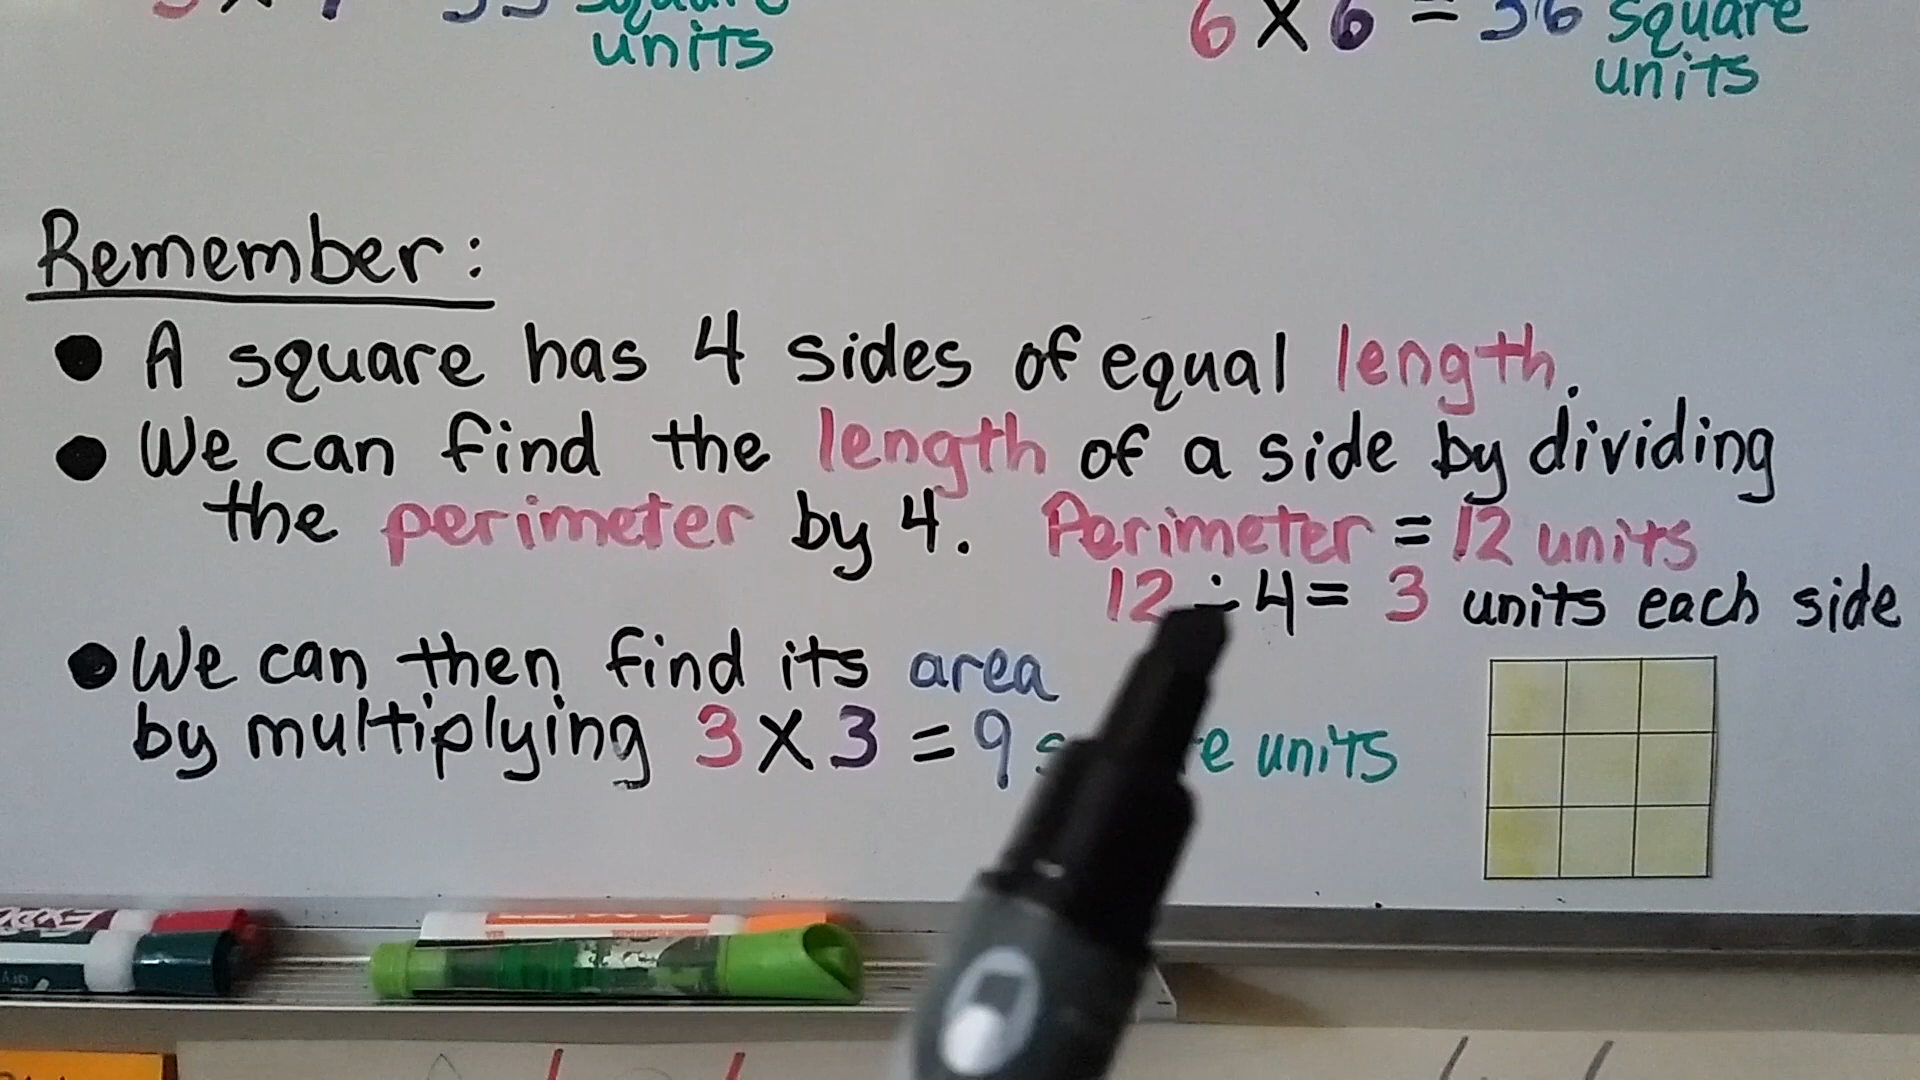 units
6 x 6 = 36 square
units
Remember:
● A square has 4 sides of equal length.
● We can find the length of a side by dividing
the perimeter by 4. Perimeter = 12 units
12 ÷ 4 = 3 units each side
● We can then find its area
by multiplying 3 x 3 = 9 units